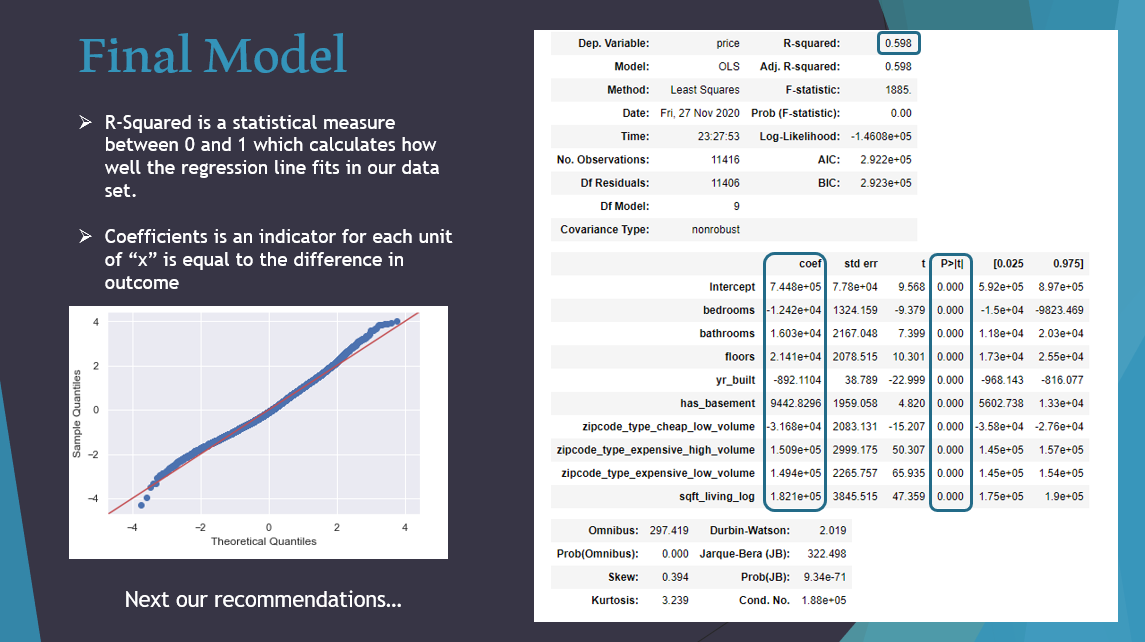 Final Model
➢ R-Squared is a statistical measure
between 0 and 1 which calculates how
well the regression line fits in our data
set.
➢ Coefficients is an indicator for each unit
of “x” is equal to the difference in
outcome
4
2
0
−2
−4
Sample Quantiles
−4 −2 0 2 4
Theoretical Quantiles
Next our recommendations…
Dep. Variable: price R-squared: 0.598
Model: OLS Adj. R-squared: 0.598
Method: Least Squares F-statistic: 1885.
Date: Fri, 27 Nov 2020 Prob (F-statistic): 0.00
Time: 23:27:53 Log-Likelihood: -1.4608e+05
No. Observations: 11416 AIC: 2.922e+05
Df Residuals: 11406 BIC: 2.923e+05
Df Model: 9
Covariance Type: nonrobust
coef std err t P>|t| [0.025 0.975]
Intercept 7.448e+05 7.78e+04 9.568 0.000 5.92e+05 8.97e+05
bedrooms -1.242e+04 1324.159 -9.379 0.000 -1.5e+04 -9823.469
bathrooms 1.603e+04 2167.048 7.399 0.000 1.18e+04 2.03e+04
floors 2.141e+04 2078.515 10.301 0.000 1.73e+04 2.55e+04
yr_built -892.1104 38.789 -22.999 0.000 -968.143 -816.077
has_basement 9442.8296 1959.058 4.820 0.000 5602.738 1.33e+04
zipcode_type_cheap_low_volume -3.168e+04 2083.131 -15.207 0.000 -3.58e+04 -2.76e+04
zipcode_type_expensive_high_volume 1.509e+05 2999.175 50.307 0.000 1.45e+05 1.57e+05
zipcode_type_expensive_low_volume 1.494e+05 2265.757 65.935 0.000 1.45e+05 1.54e+05
sqft_living_log 1.821e+05 3845.515 47.359 0.000 1.75e+05 1.9e+05
Omnibus: 297.419 Durbin-Watson: 2.019
Prob(Omnibus): 0.000 Jarque-Bera (JB): 322.498
Skew: 0.394 Prob(JB): 9.34e-71
Kurtosis: 3.239 Cond. No. 1.88e+05